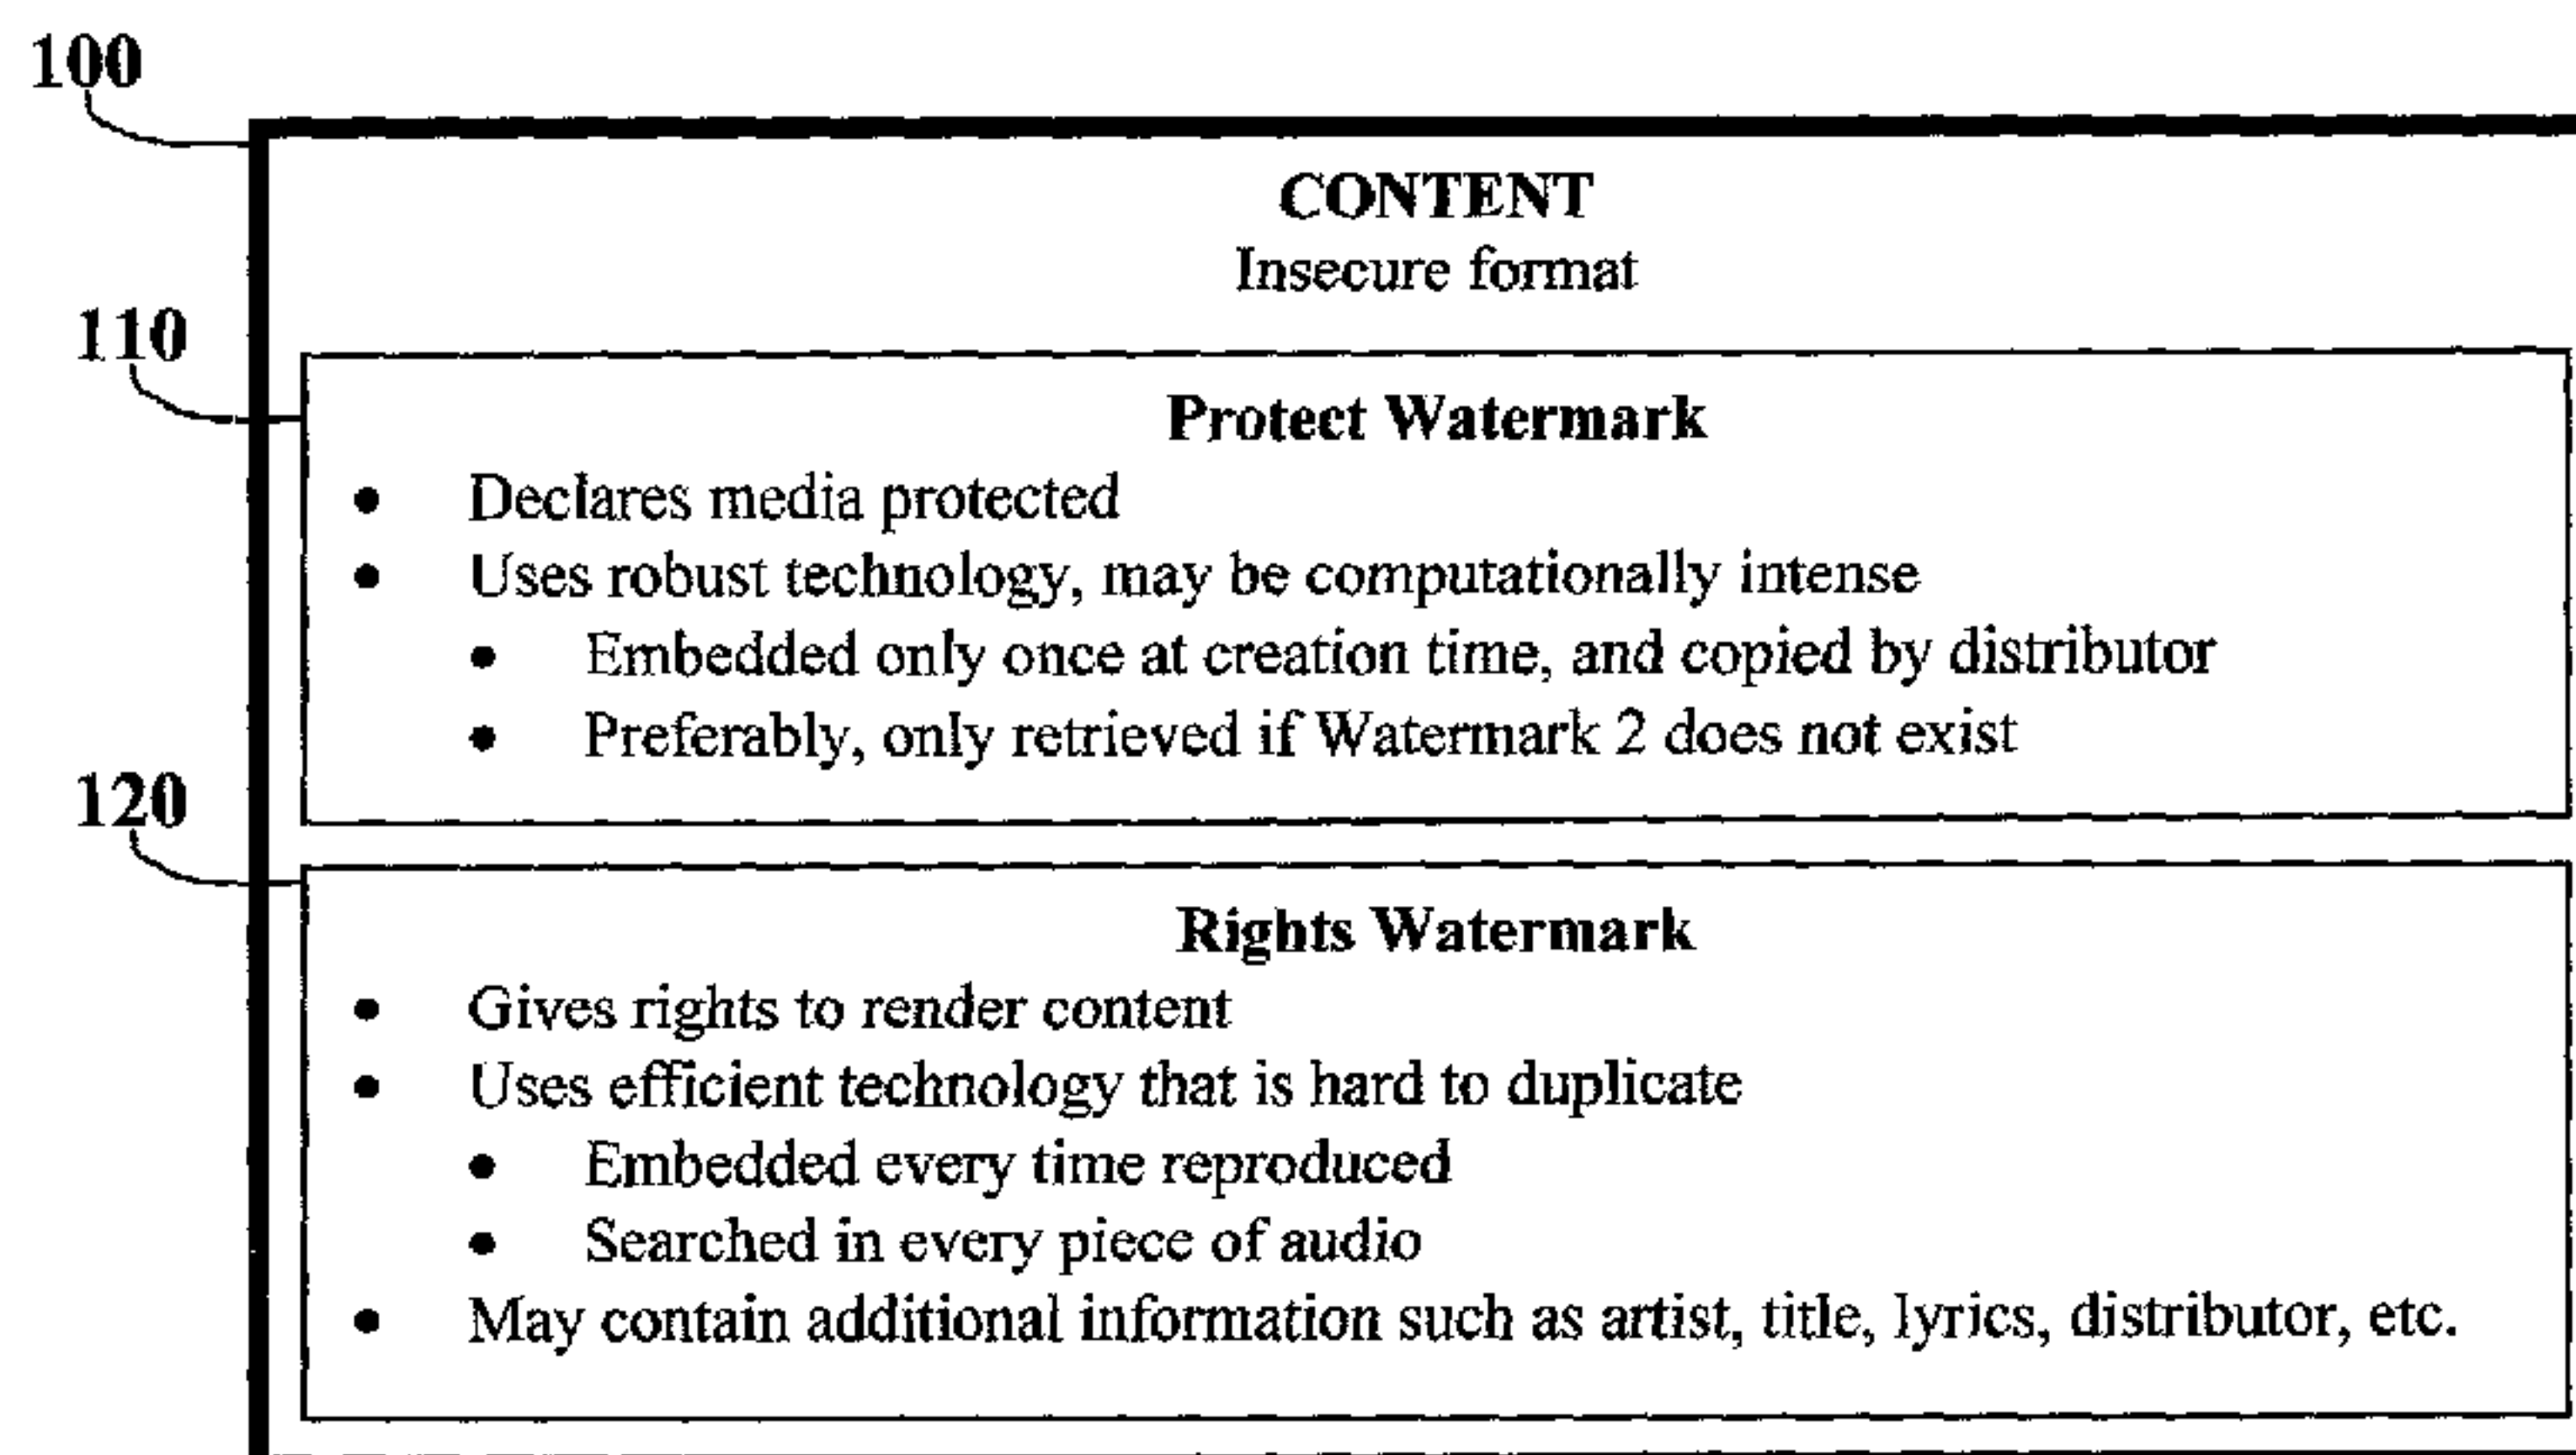 100
CONTENT
Insecure format
110
Protect Watermark
• Declares media protected
• Uses robust technology, may be computationally intense
• Embedded only once at creation time, and copied by distributor
• Preferably, only retrieved if Watermark 2 does not exist
120
Rights Watermark
• Gives rights to render content
• Uses efficient technology that is hard to duplicate
• Embedded every time reproduced
• Searched in every piece of audio
• May contain additional information such as artist, title, lyrics, distributor, etc.